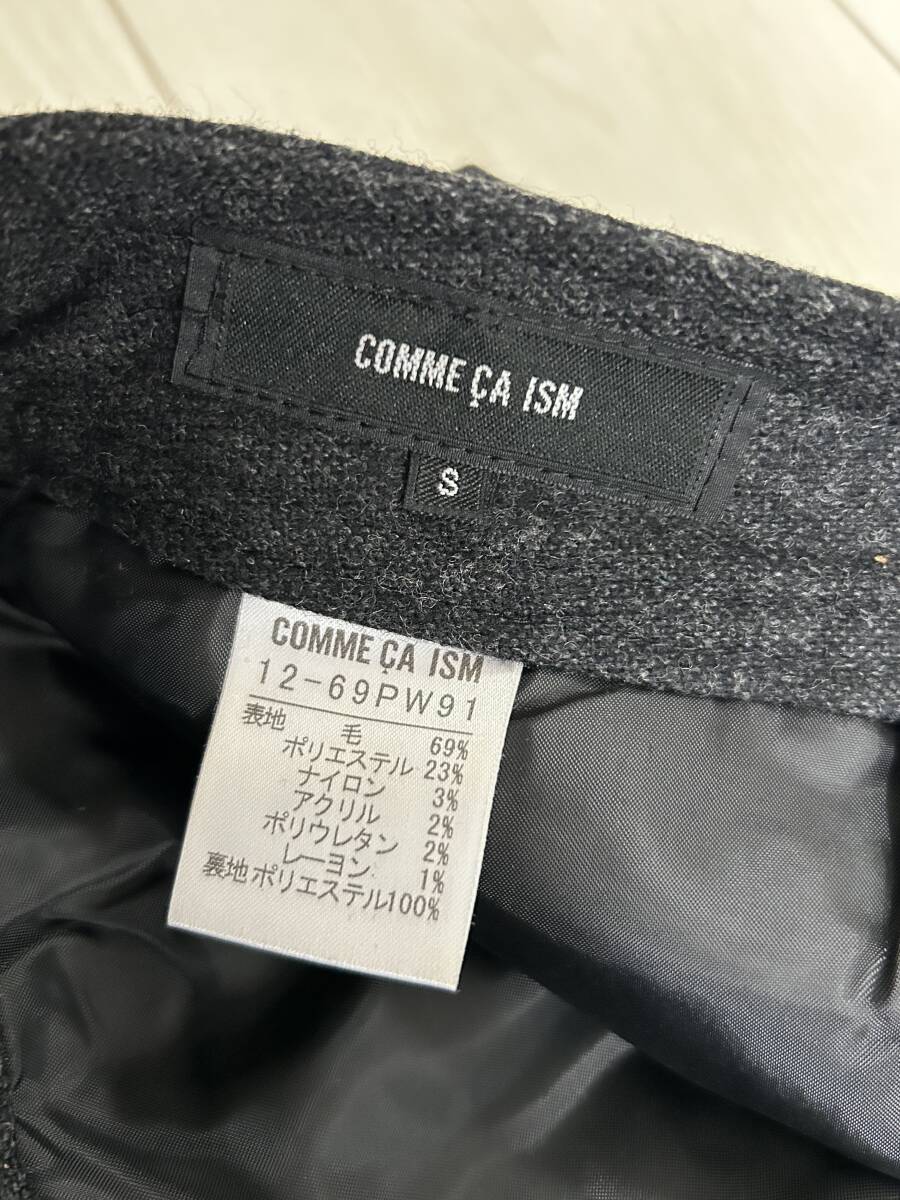 COMME ÇA ISM
S
COMME ÇA ISM
12-69PW91
表地 毛 69%
ポリエステル 23%
ナイロン 3%
アクリル 2%
ポリウレタン 2%
レーヨン 1%
裏地 ポリエステル100%